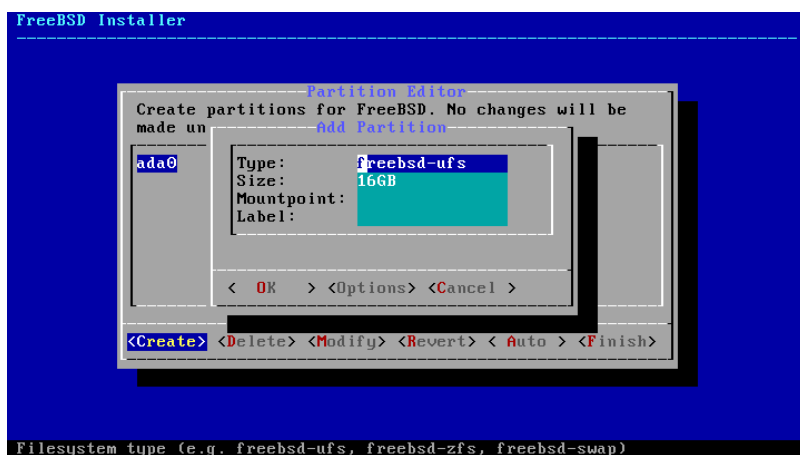 FreeBSD Installer
Partition Editor
Create partitions for FreeBSD. No changes will be
made un
Add Partition
ada0
Type: freebsd-ufs
Size: 16GB
Mountpoint:
Label:
< OK > <Options> <Cancel >
<Create> <Delete> <Modify> <Revert> < Auto > <Finish>
Filesystem type (e.g. freebsd-ufs, freebsd-zfs, freebsd-swap)